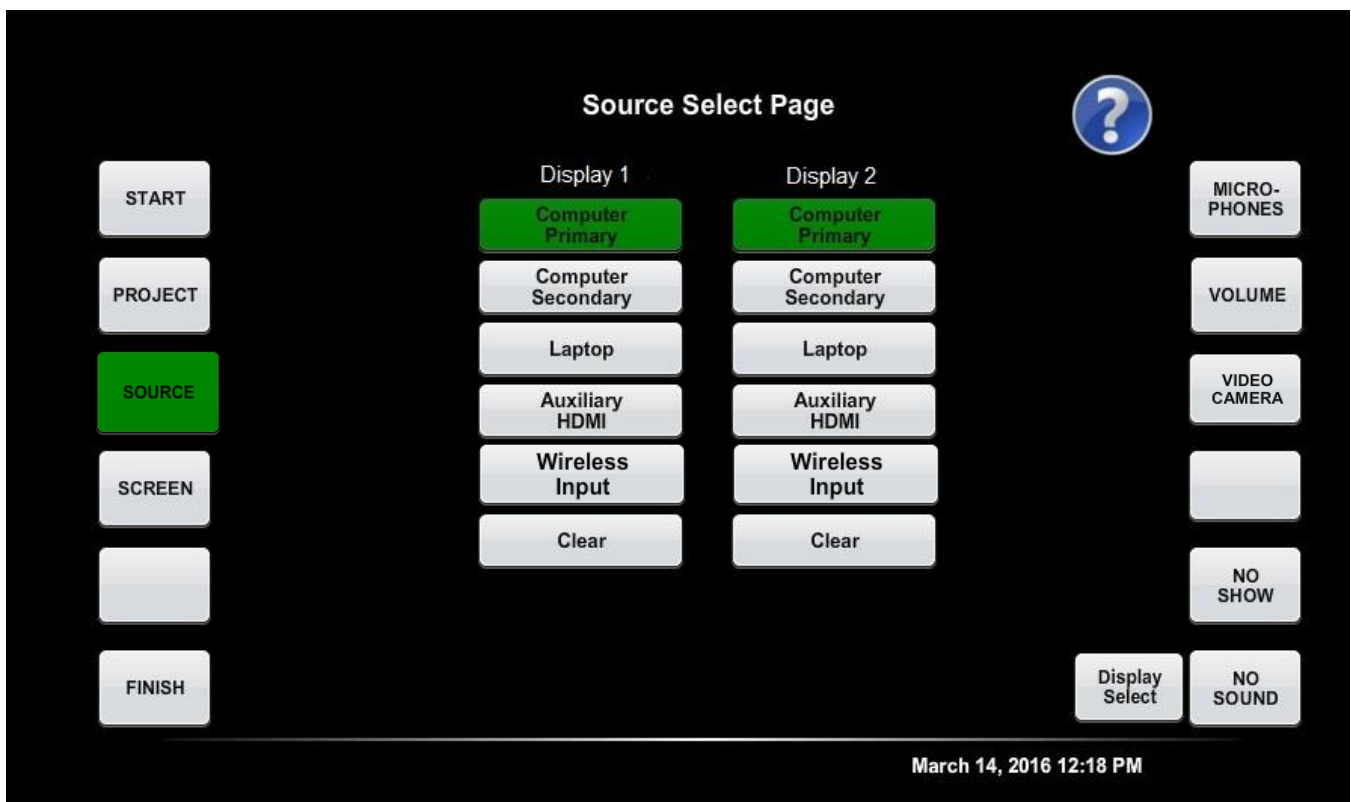 Source Select Page
?
START
PROJECT
SOURCE
SCREEN
FINISH
Display 1
Computer
Primary
Computer
Secondary
Laptop
Auxiliary
HDMI
Wireless
Input
Clear
Display 2
Computer
Primary
Computer
Secondary
Laptop
Auxiliary
HDMI
Wireless
Input
Clear
MICRO-
PHONES
VOLUME
VIDEO
CAMERA
NO
SHOW
Display
Select
NO
SOUND
March 14, 2016 12:18 PM